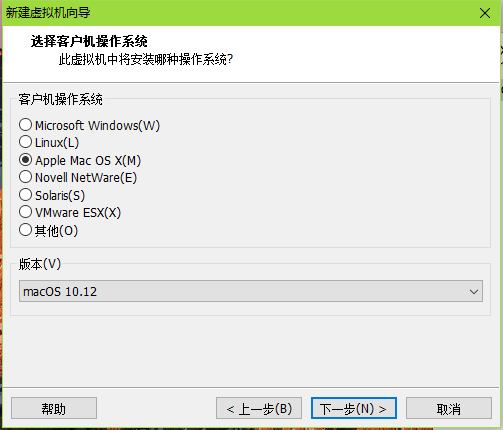 新建虚拟机向导
选择客户机操作系统
此虚拟机中将安装哪种操作系统?
客户机操作系统
Microsoft Windows(W)
Linux(L)
Apple Mac OS X(M)
Novell NetWare(E)
Solaris(S)
VMware ESX(X)
其他(O)
版本(V)
macOS 10.12
帮助
< 上一步(B)
下一步(N) >
取消